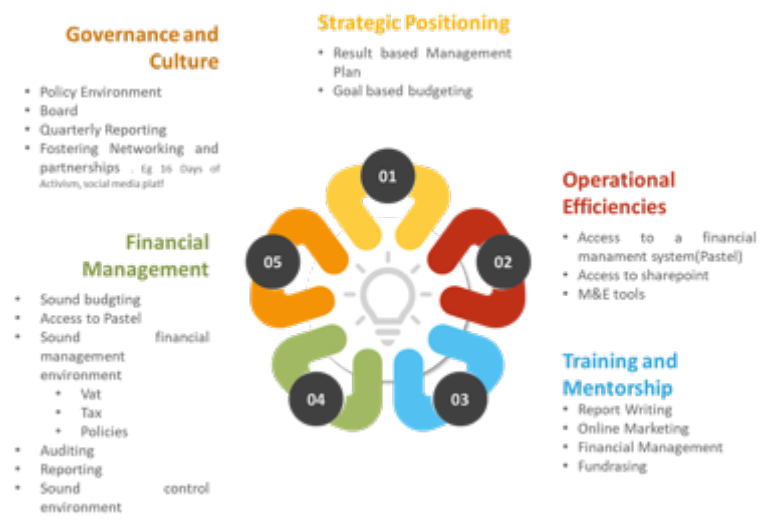 Strategic Positioning
• Result based Management
Plan
• Goal based budgeting
Governance and
Culture
• Policy Environment
• Board
• Quarterly Reporting
• Fostering Networking and
partnerships . Eg 16 Days of
Activism, social media platf
Operational
Efficiencies
• Access to a financial
manament system(Pastel)
• Access to sharepoint
• M&E tools
Financial
Management
• Sound budgting
• Access to Pastel
• Sound financial
management
environment
• Vat
• Tax
• Policies
• Auditing
• Reporting
• Sound control
environment
Training and
Mentorship
• Report Writing
• Online Marketing
• Financial Management
• Fundrasing
01
02
03
04
05